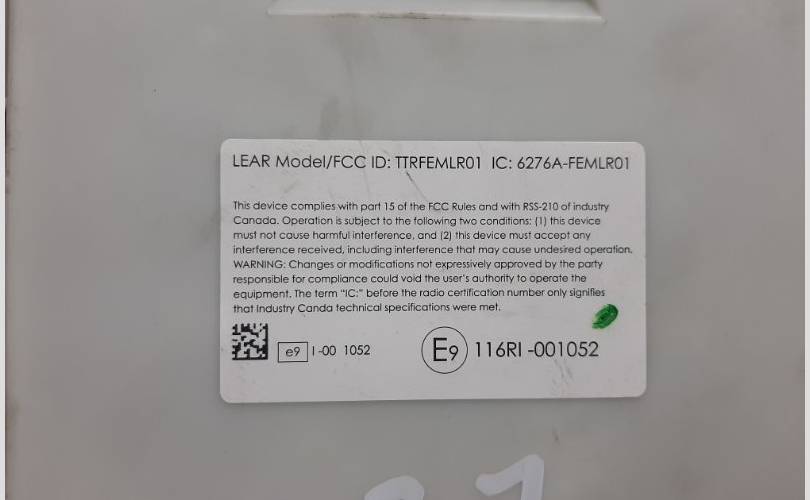 LEAR Model/FCC ID: TTRFEMLR01 IC: 6276A-FEMLR01
This device complies with part 15 of the FCC Rules and with RSS-210 of industry
Canada. Operation is subject to the following two conditions: (1) this device
must not cause harmful interference, and (2) this device must accept any
interference received, including interference that may cause undesired operation.
WARNING: Changes or modifications not expressively approved by the party
responsible for compliance could void the user's authority to operate the
equipment. The term "IC:" before the radio certification number only signifies
that Industry Canda technical specifications were met.
e9 I-00 1052 E9 116RI -001052